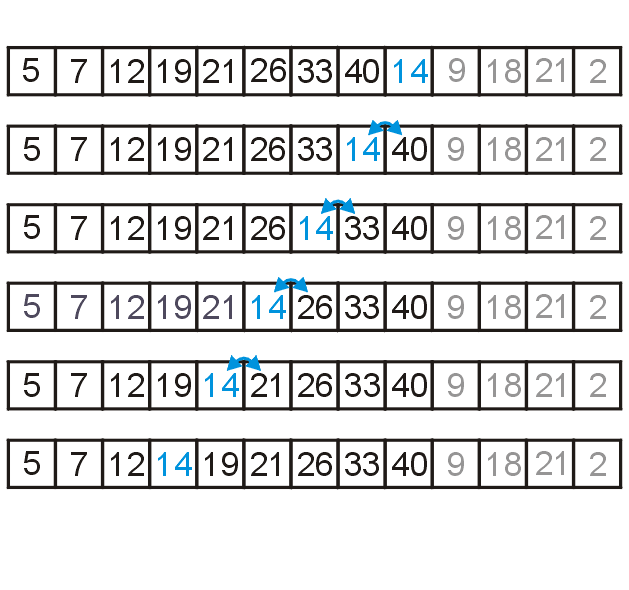 5 7 12 19 21 26 33 40 14 9 18 21 2
5 7 12 19 21 26 33 14 40 9 18 21 2
5 7 12 19 21 26 14 33 40 9 18 21 2
5 7 12 19 21 14 26 33 40 9 18 21 2
5 7 12 19 14 21 26 33 40 9 18 21 2
5 7 12 14 19 21 26 33 40 9 18 21 2